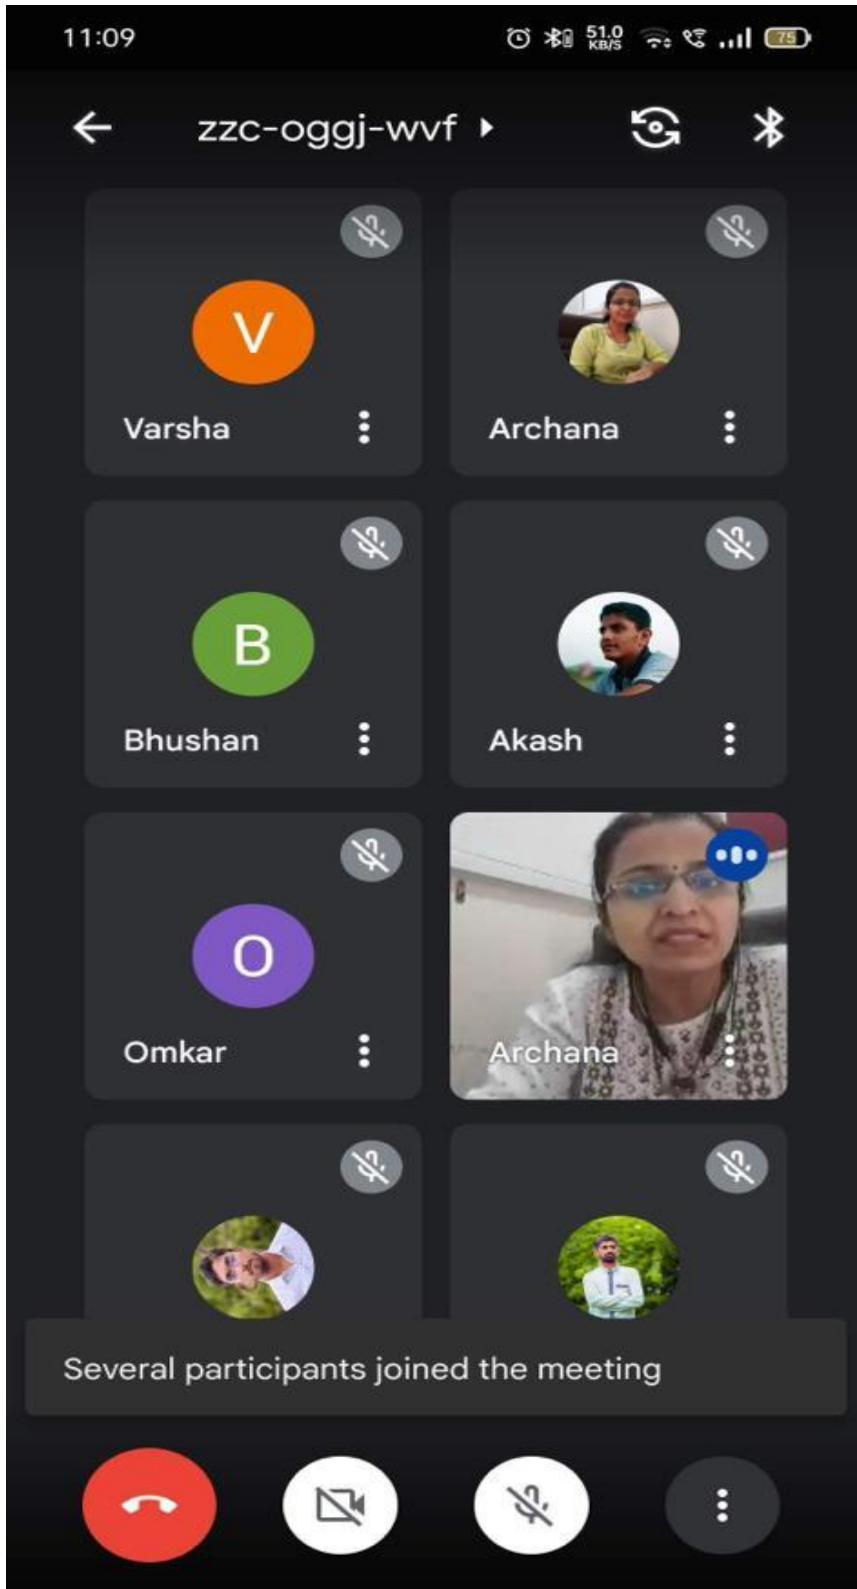 11:09 51.0 KB/S 75
zzc-oggj-wvf
V
Varsha
Archana
B
Bhushan
Akash
O
Omkar
Archana
Several participants joined the meeting